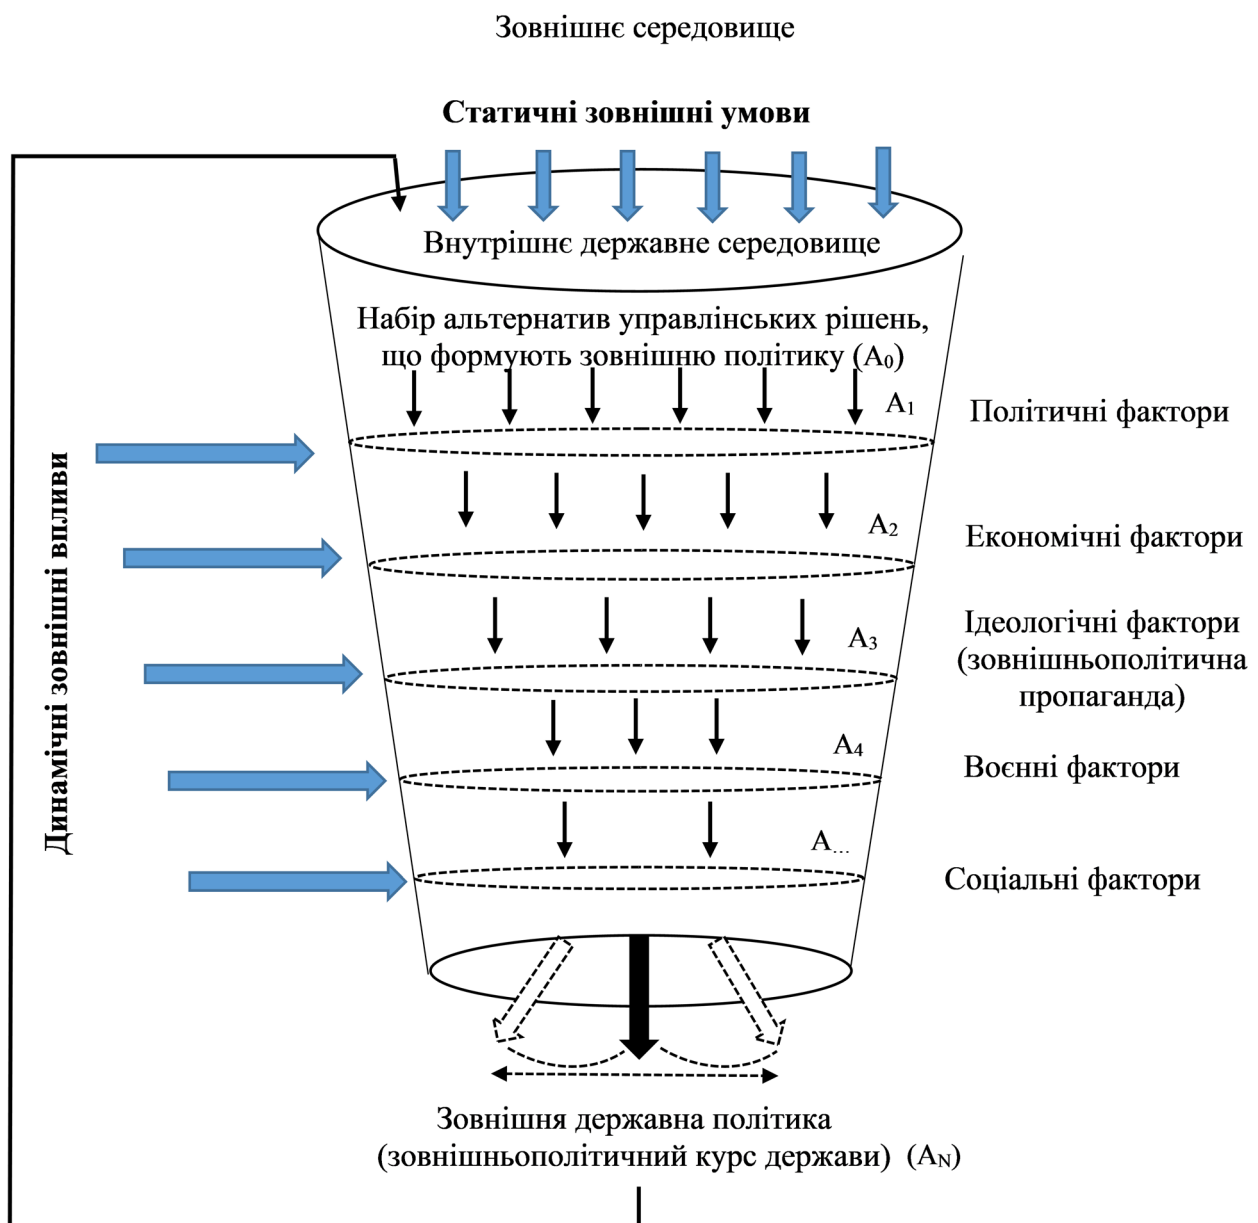 Зовнішнє середовище
Статичні зовнішні умови
Внутрішнє державне середовище
Набір альтернатив управлінських рішень,
що формують зовнішню політику (A₀)
A₁
Політичні фактори
A₂
Економічні фактори
A₃
Ідеологічні фактори
(зовнішньополітична
пропаганда)
A₄
Воєнні фактори
A...
Соціальні фактори
Динамічні зовнішні впливи
Зовнішня державна політика
(зовнішньополітичний курс держави) (A_N)